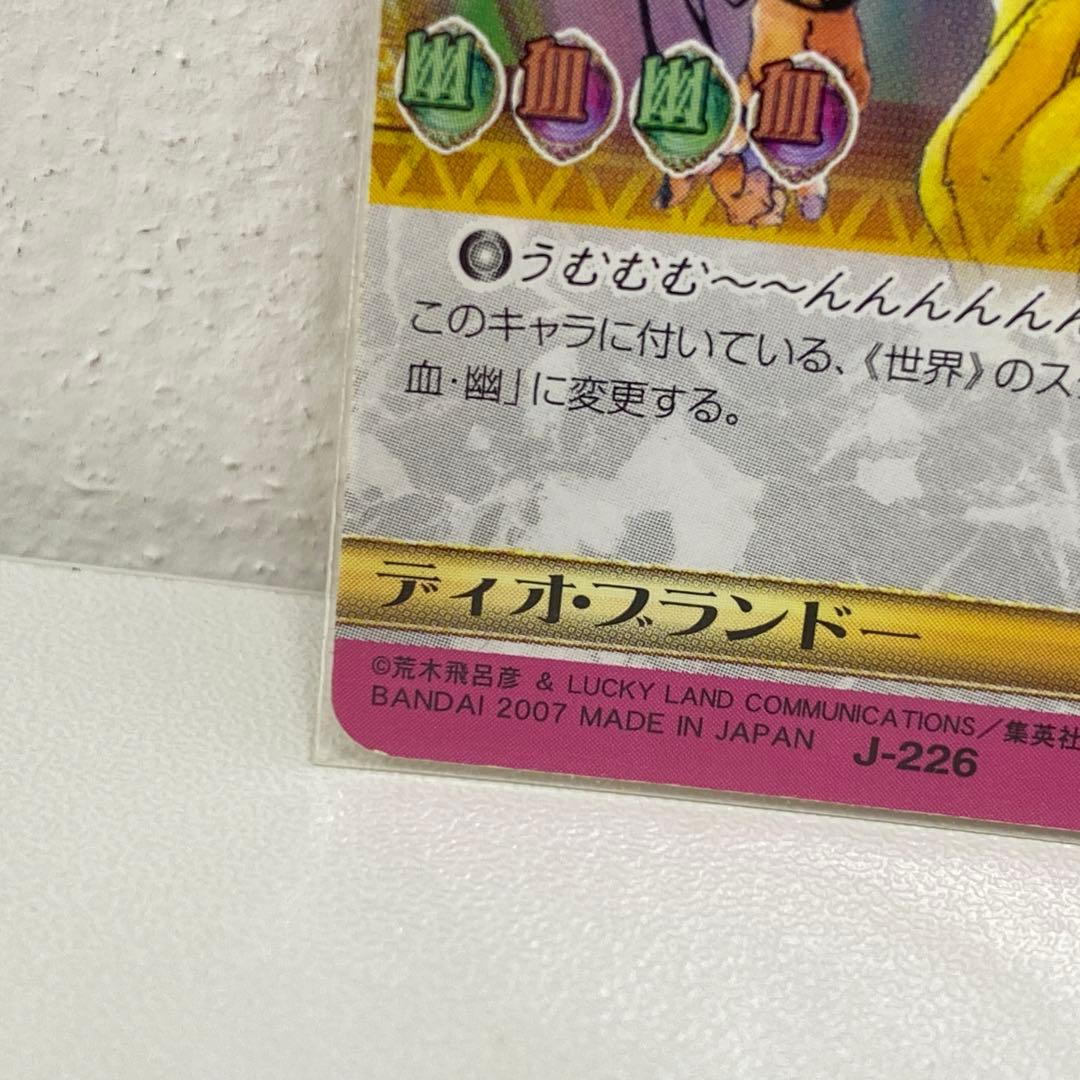 幽 血 幽 血
うむむむ~~んんんんんん
このキャラに付いている、《世界》のス
血・幽」に変更する。
ディオ・ブランドー
©荒木飛呂彦 & LUCKY LAND COMMUNICATIONS/集英社
BANDAI 2007 MADE IN JAPAN J-226